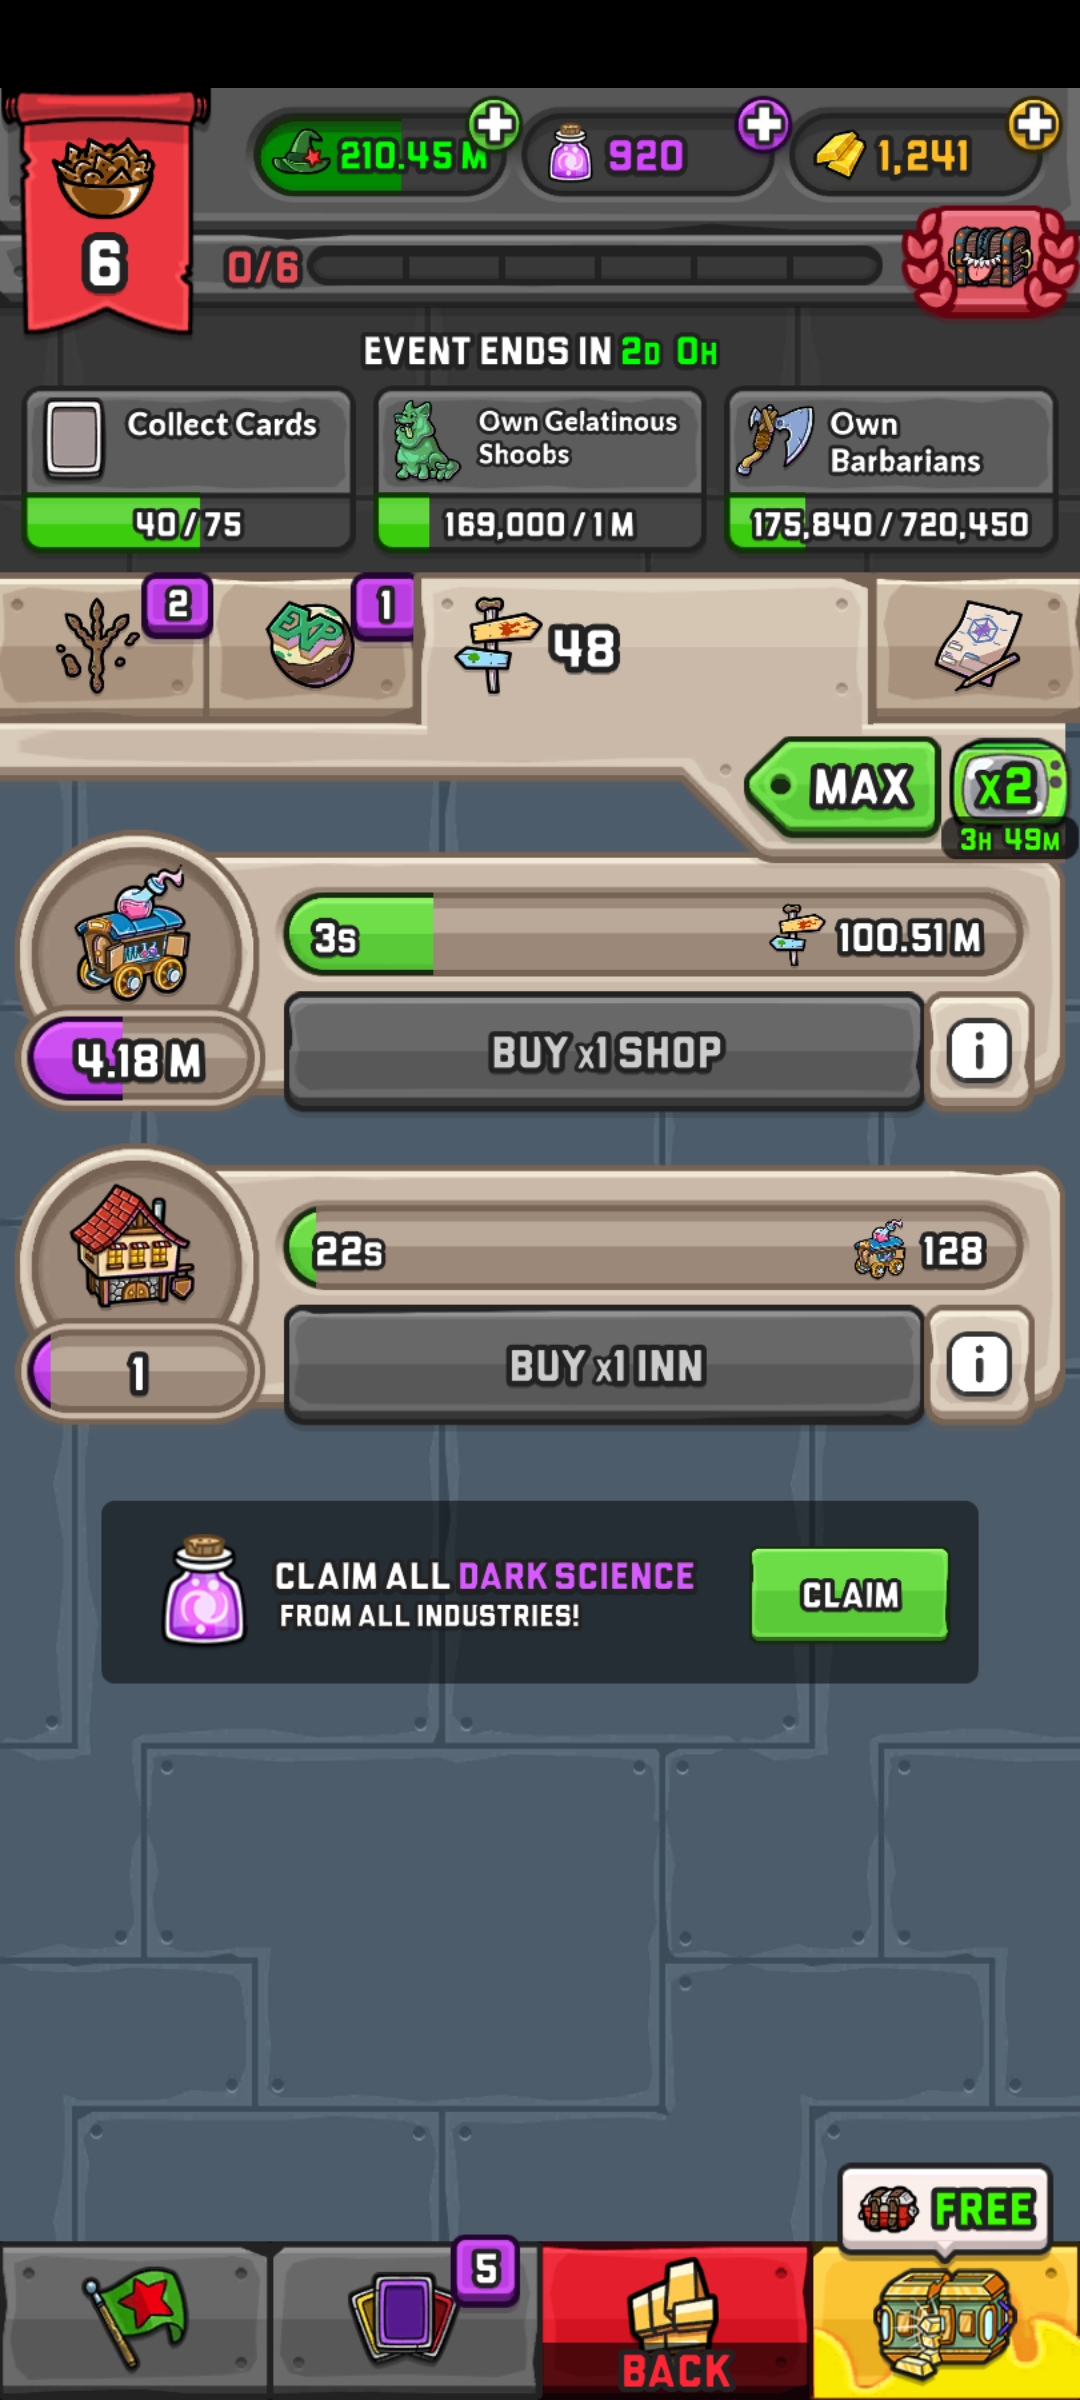 210.45 M
920
1,241
6
0/6
EVENT ENDS IN 2D 0H
Collect Cards
40/75
Own Gelatinous
Shoobs
169,000/1 M
Own
Barbarians
175,840/720,450
2
EXP
1
48
MAX
x2
3H 49M
3s
100.51 M
4.18 M
BUY x1 SHOP
i
22s
128
1
BUY x1 INN
i
CLAIM ALL DARK SCIENCE
FROM ALL INDUSTRIES!
CLAIM
FREE
5
BACK